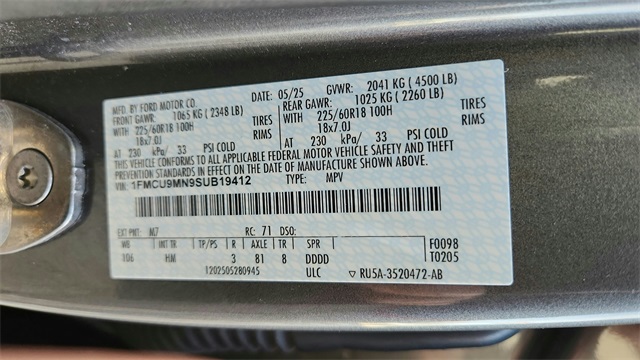 MFD. BY FORD MOTOR CO. DATE: 05/25 GVWR: 2041 KG ( 4500 LB)
FRONT GAWR: 1065 KG ( 2348 LB) REAR GAWR: 1025 KG ( 2260 LB)
WITH 225/60R18 100H TIRES WITH 225/60R18 100H TIRES
18x7.0J RIMS 18x7.0J RIMS
AT 230 kPa/ 33 PSI COLD AT 230 kPa/ 33 PSI COLD
THIS VEHICLE CONFORMS TO ALL APPLICABLE FEDERAL MOTOR VEHICLE SAFETY AND THEFT
PREVENTION STANDARDS IN EFFECT ON THE DATE OF MANUFACTURE SHOWN ABOVE.
VIN: 1FMCU9MN9SUB19412 TYPE: MPV
EXT PNT: M7 RC: 71 DSO:
WB INT TR TP/PS R AXLE TR SPR F0098
106 HM 3 81 8 DDDD T0205
1202505280945 ULC RU5A-3520472-AB